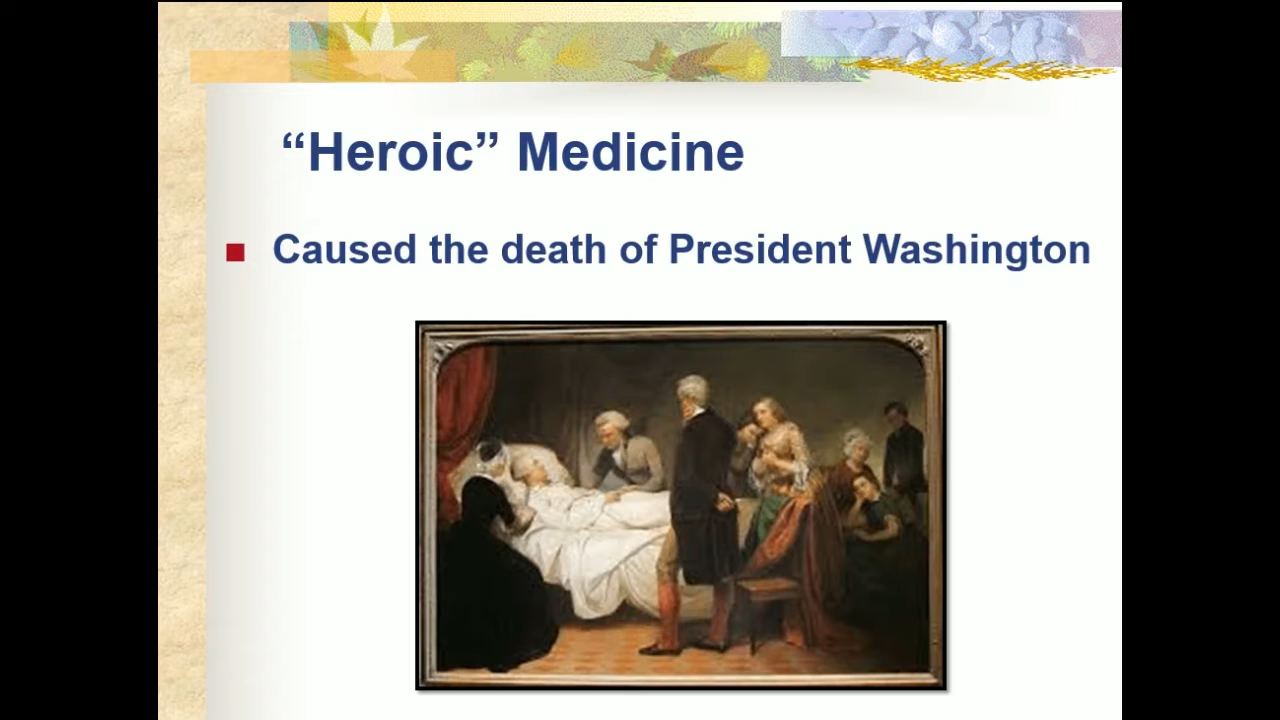 “Heroic” Medicine
Caused the death of President Washington